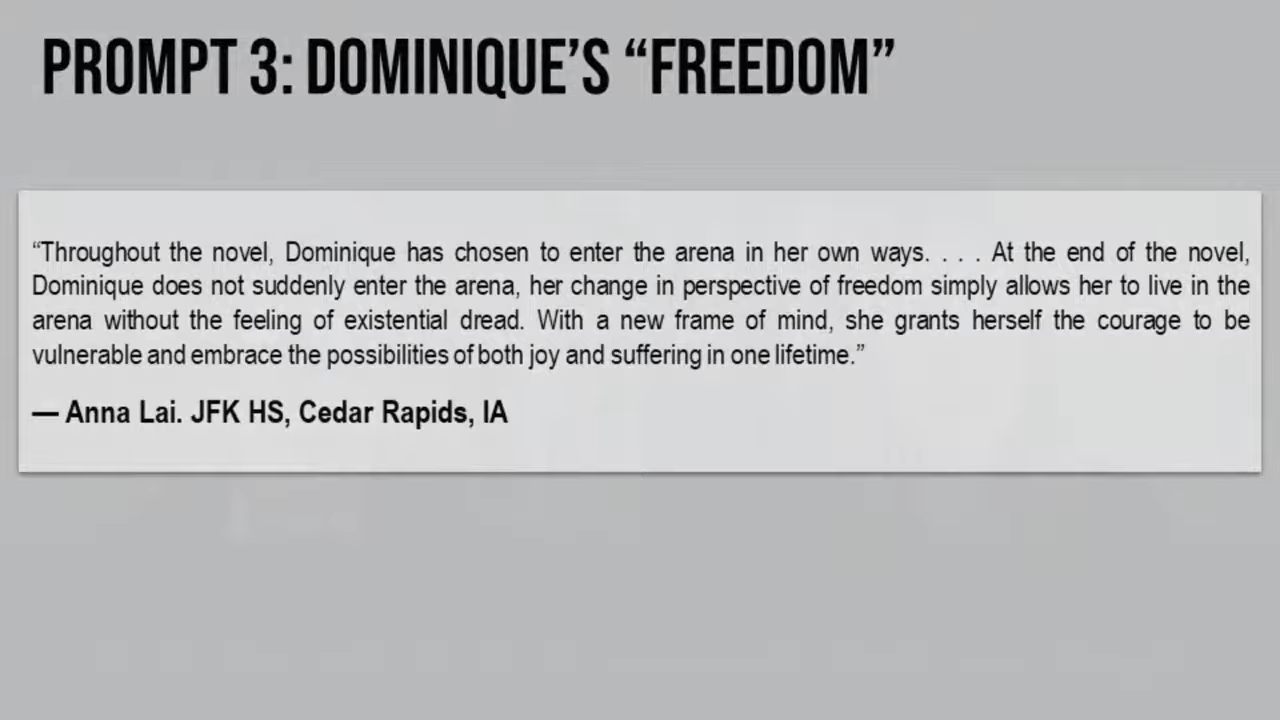 PROMPT 3: DOMINIQUE’S “FREEDOM”
“Throughout the novel, Dominique has chosen to enter the arena in her own ways. . . . At the end of the novel,
Dominique does not suddenly enter the arena, her change in perspective of freedom simply allows her to live in the
arena without the feeling of existential dread. With a new frame of mind, she grants herself the courage to be
vulnerable and embrace the possibilities of both joy and suffering in one lifetime.”
— Anna Lai. JFK HS, Cedar Rapids, IA